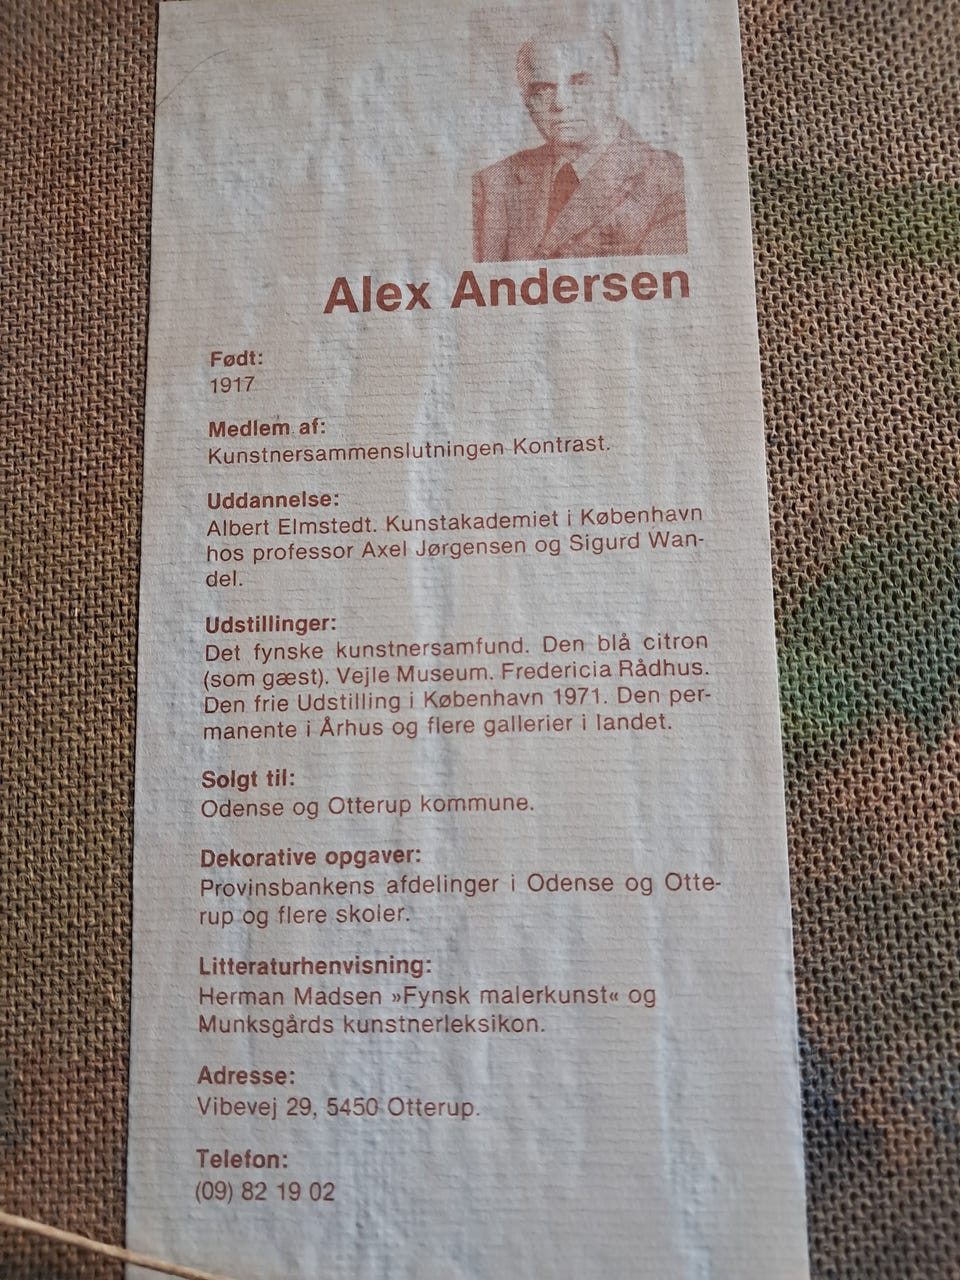 Alex Andersen
Født:
1917
Medlem af:
Kunstnersammenslutningen Kontrast.
Uddannelse:
Albert Elmstedt. Kunstakademiet i København
hos professor Axel Jørgensen og Sigurd Wan-
del.
Udstillinger:
Det fynske kunstnersamfund. Den blå citron
(som gæst). Vejle Museum. Fredericia Rådhus.
Den frie Udstilling i København 1971. Den per-
manente i Århus og flere gallerier i landet.
Solgt til:
Odense og Otterup kommune.
Dekorative opgaver:
Provinsbankens afdelinger i Odense og Otte-
rup og flere skoler.
Litteraturhenvisning:
Herman Madsen »Fynsk malerkunst« og
Munksgårds kunstnerleksikon.
Adresse:
Vibevej 29, 5450 Otterup.
Telefon:
(09) 82 19 02